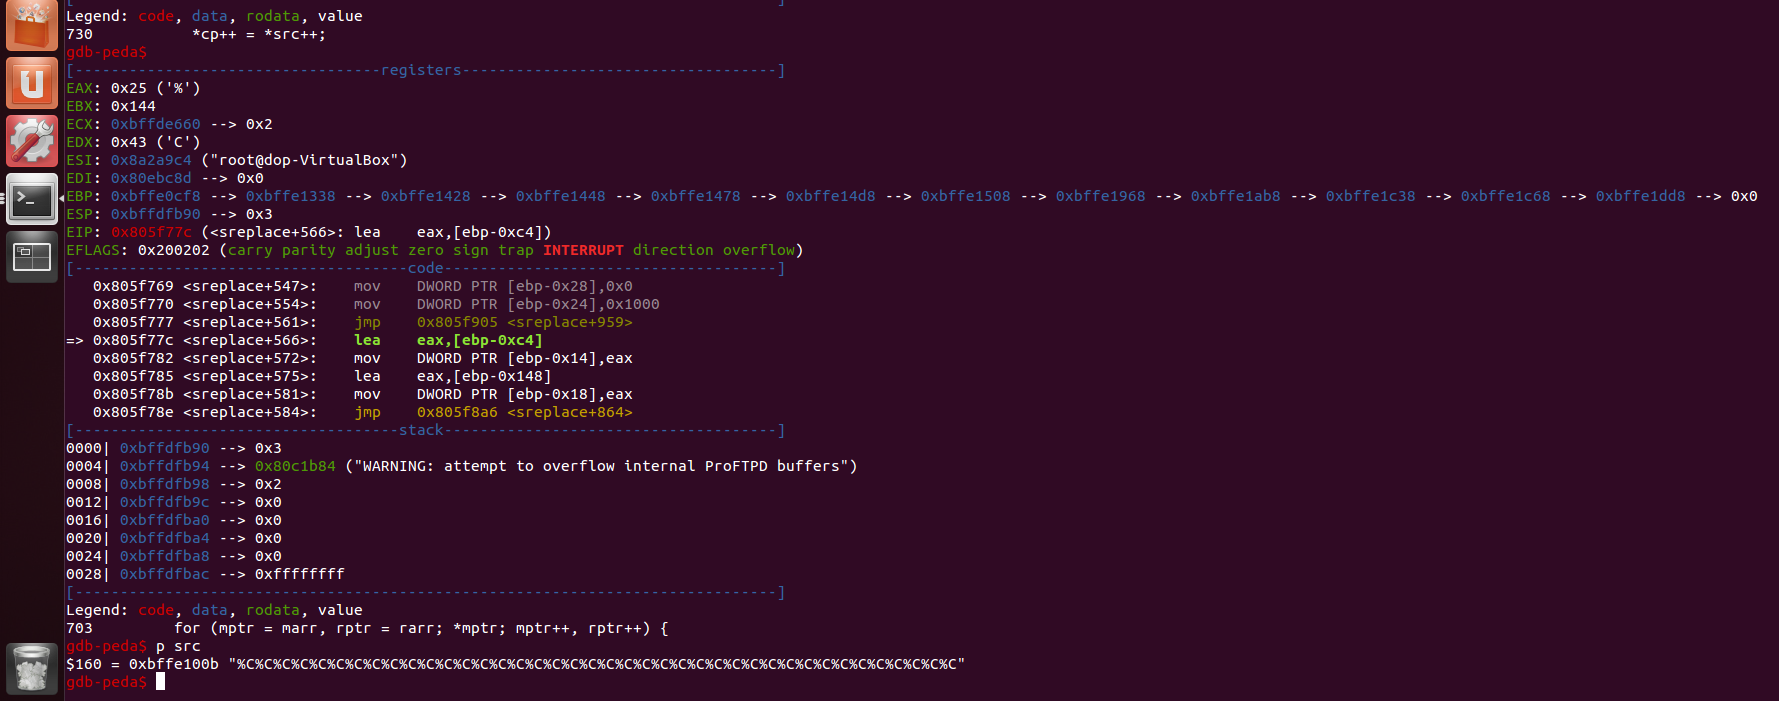 [                                                                              ]
Legend: code, data, rodata, value
730           *cp++ = *src++;
gdb-peda$
[----------------------------------registers-----------------------------------]
EAX: 0x25 ('%')
EBX: 0x144
ECX: 0xbffde660 --> 0x2
EDX: 0x43 ('C')
ESI: 0x8a2a9c4 ("root@dop-VirtualBox")
EDI: 0x80ebc8d --> 0x0
EBP: 0xbffe0cf8 --> 0xbffe1338 --> 0xbffe1428 --> 0xbffe1448 --> 0xbffe1478 --> 0xbffe14d8 --> 0xbffe1508 --> 0xbffe1968 --> 0xbffe1ab8 --> 0xbffe1c38 --> 0xbffe1c68 --> 0xbffe1dd8 --> 0x0
ESP: 0xbffdfb90 --> 0x3
EIP: 0x805f77c (<sreplace+566>: lea    eax,[ebp-0xc4])
EFLAGS: 0x200202 (carry parity adjust zero sign trap INTERRUPT direction overflow)
[-------------------------------------code-------------------------------------]
   0x805f769 <sreplace+547>:    mov    DWORD PTR [ebp-0x28],0x0
   0x805f770 <sreplace+554>:    mov    DWORD PTR [ebp-0x24],0x1000
   0x805f777 <sreplace+561>:    jmp    0x805f905 <sreplace+959>
=> 0x805f77c <sreplace+566>:    lea    eax,[ebp-0xc4]
   0x805f782 <sreplace+572>:    mov    DWORD PTR [ebp-0x14],eax
   0x805f785 <sreplace+575>:    lea    eax,[ebp-0x148]
   0x805f78b <sreplace+581>:    mov    DWORD PTR [ebp-0x18],eax
   0x805f78e <sreplace+584>:    jmp    0x805f8a6 <sreplace+864>
[------------------------------------stack-------------------------------------]
0000| 0xbffdfb90 --> 0x3
0004| 0xbffdfb94 --> 0x80c1b84 ("WARNING: attempt to overflow internal ProFTPD buffers")
0008| 0xbffdfb98 --> 0x2
0012| 0xbffdfb9c --> 0x0
0016| 0xbffdfba0 --> 0x0
0020| 0xbffdfba4 --> 0x0
0024| 0xbffdfba8 --> 0x0
0028| 0xbffdfbac --> 0xffffffff
[------------------------------------------------------------------------------]
Legend: code, data, rodata, value
703         for (mptr = marr, rptr = rarr; *mptr; mptr++, rptr++) {
gdb-peda$ p src
$160 = 0xbffe100b "%C%C%C%C%C%C%C%C%C%C%C%C%C%C%C%C%C%C%C%C%C%C%C%C%C%C%C%C%C%C%C%C%C%C%C%C%C%C%C%C"
gdb-peda$